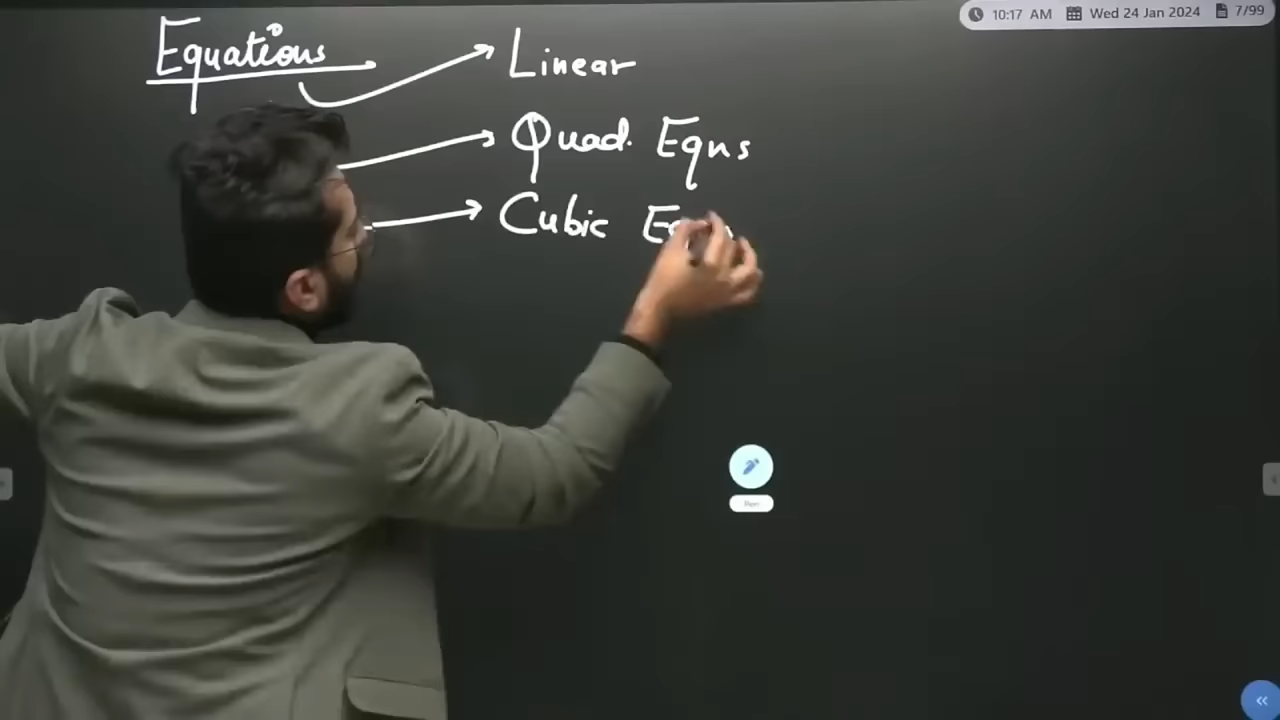 10:17 AM Wed 24 Jan 2024 7/99
Equations
Linear
Quad. Eqns
Cubic